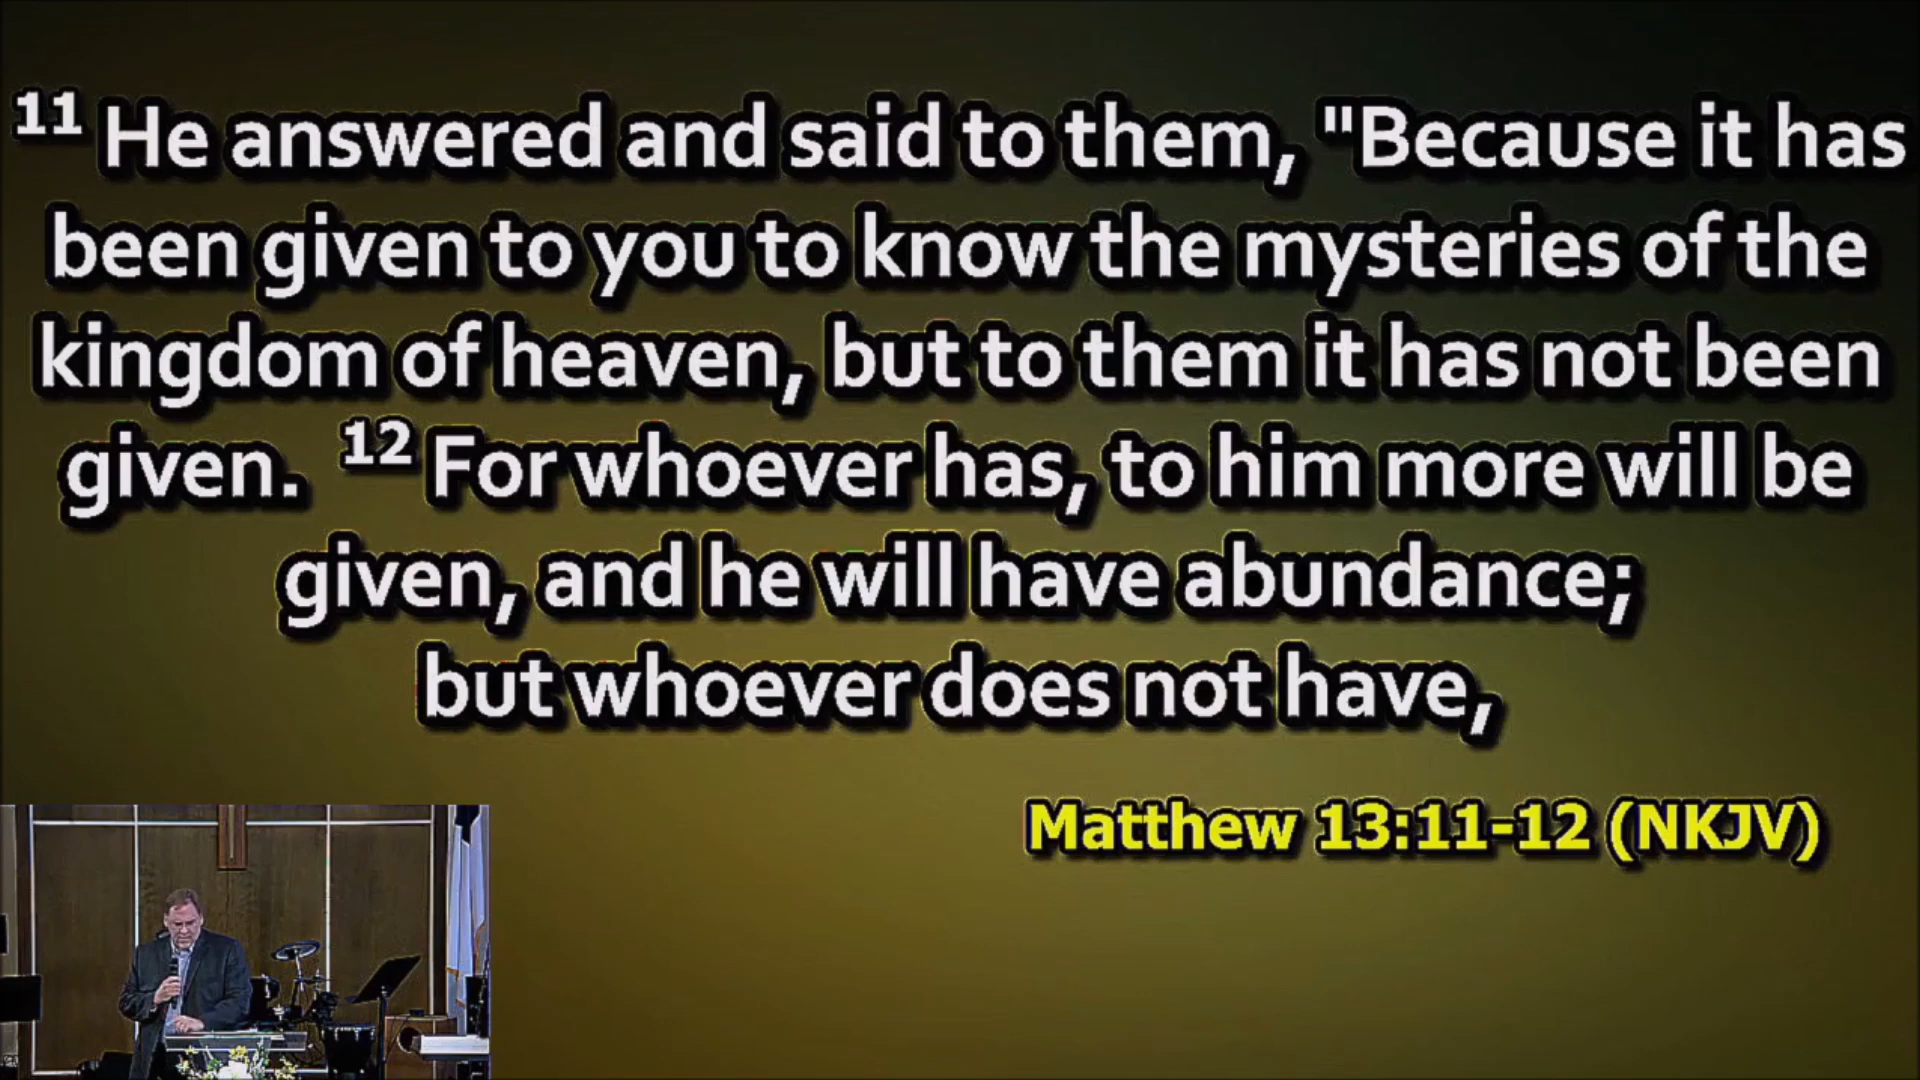 11 He answered and said to them, "Because it has
been given to you to know the mysteries of the
kingdom of heaven, but to them it has not been
given. 12 For whoever has, to him more will be
given, and he will have abundance;
but whoever does not have,
Matthew 13:11-12 (NKJV)